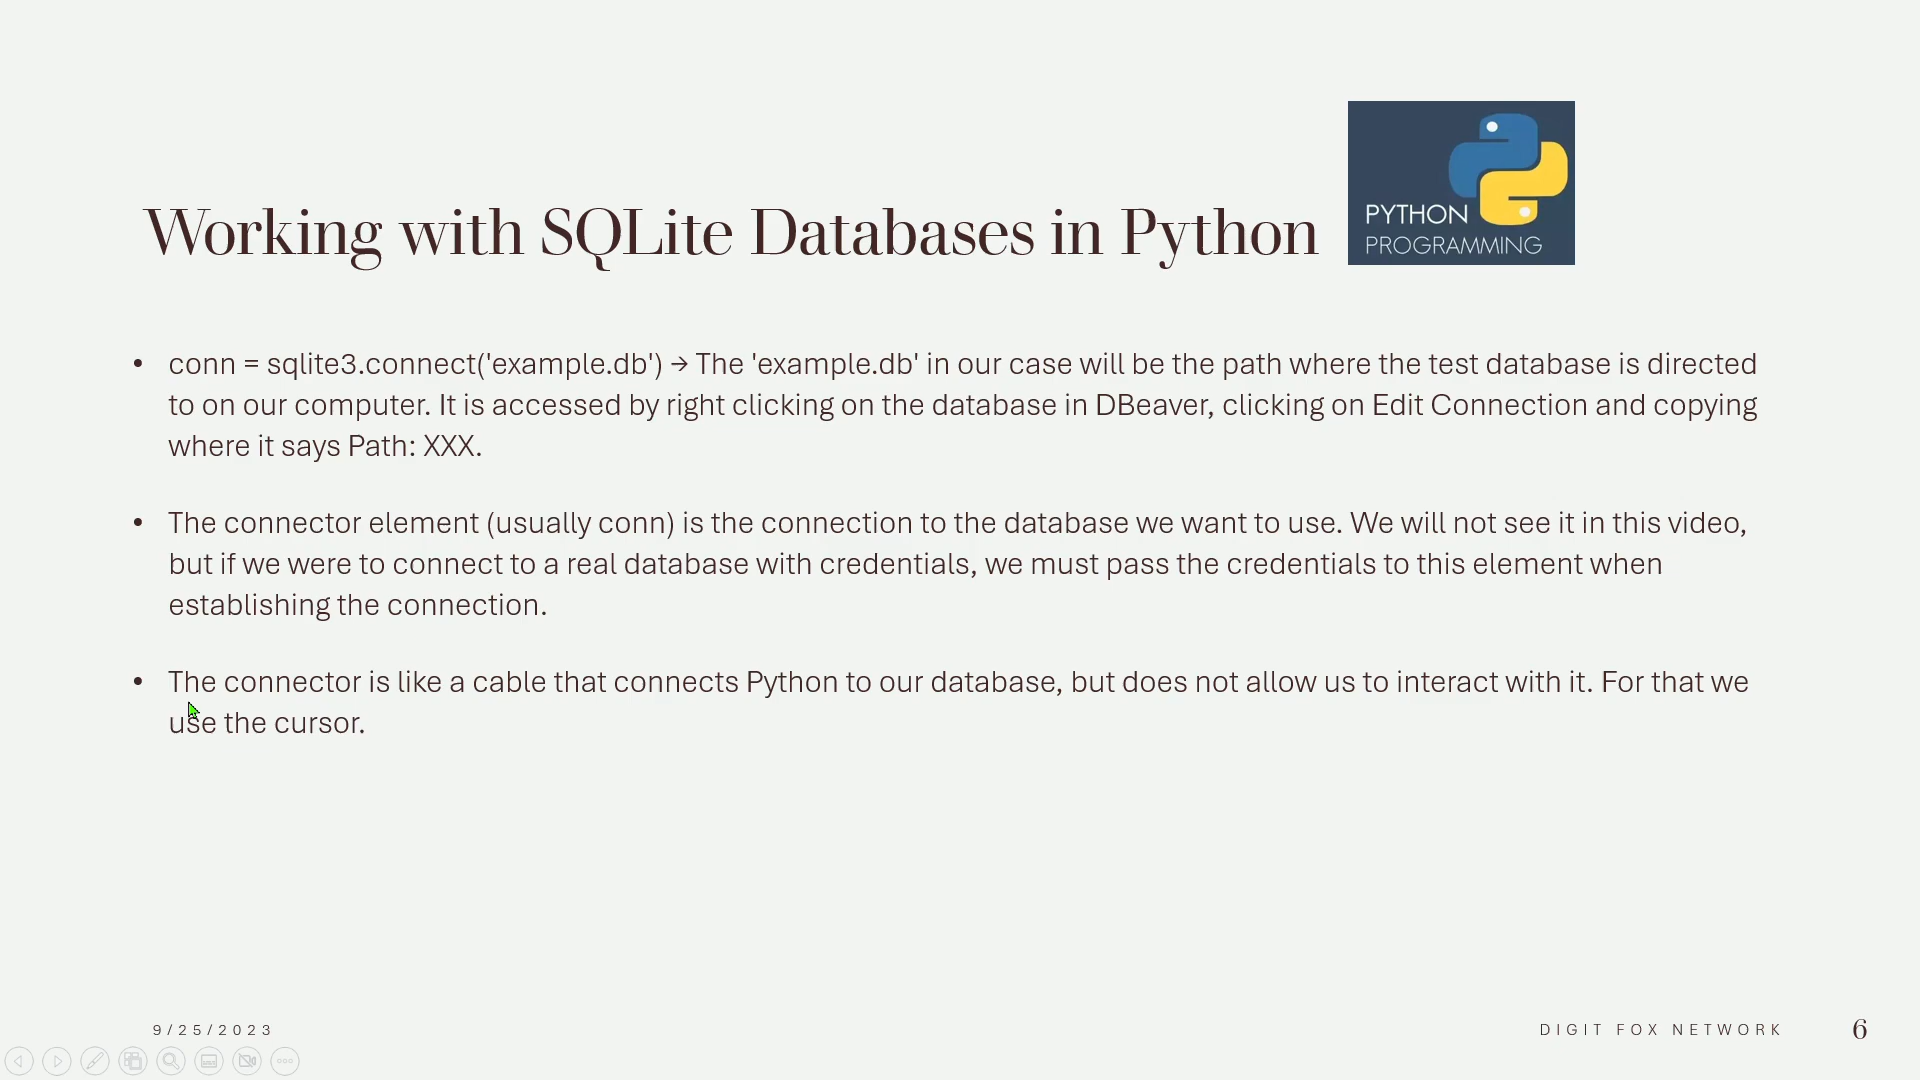 PYTHON
PROGRAMMING
Working with SQLite Databases in Python
• conn = sqlite3.connect('example.db') → The 'example.db' in our case will be the path where the test database is directed
to on our computer. It is accessed by right clicking on the database in DBeaver, clicking on Edit Connection and copying
where it says Path: XXX.
• The connector element (usually conn) is the connection to the database we want to use. We will not see it in this video,
but if we were to connect to a real database with credentials, we must pass the credentials to this element when
establishing the connection.
• The connector is like a cable that connects Python to our database, but does not allow us to interact with it. For that we
use the cursor.
9/25/2023
DIGIT FOX NETWORK
6